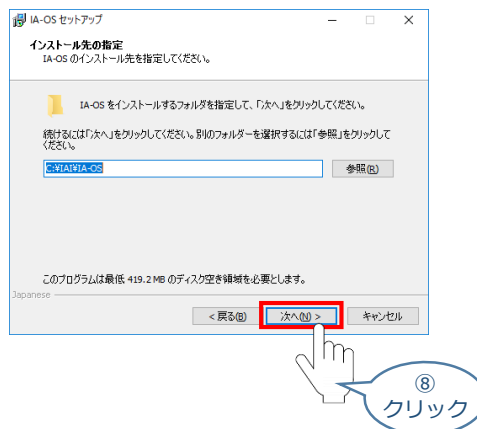 IA-OS セットアップ
インストール先の指定
IA-OS のインストール先を指定してください。
IA-OS をインストールするフォルダを指定して、「次へ」をクリックしてください。
続けるには「次へ」をクリックしてください。別のフォルダーを選択するには「参照」をクリックして
ください。
C:¥IAI¥IA-OS
参照(R)
このプログラムは最低 419.2 MB のディスク空き領域を必要とします。
Japanese
< 戻る(B)
次へ(N) >
キャンセル
⑧
クリック